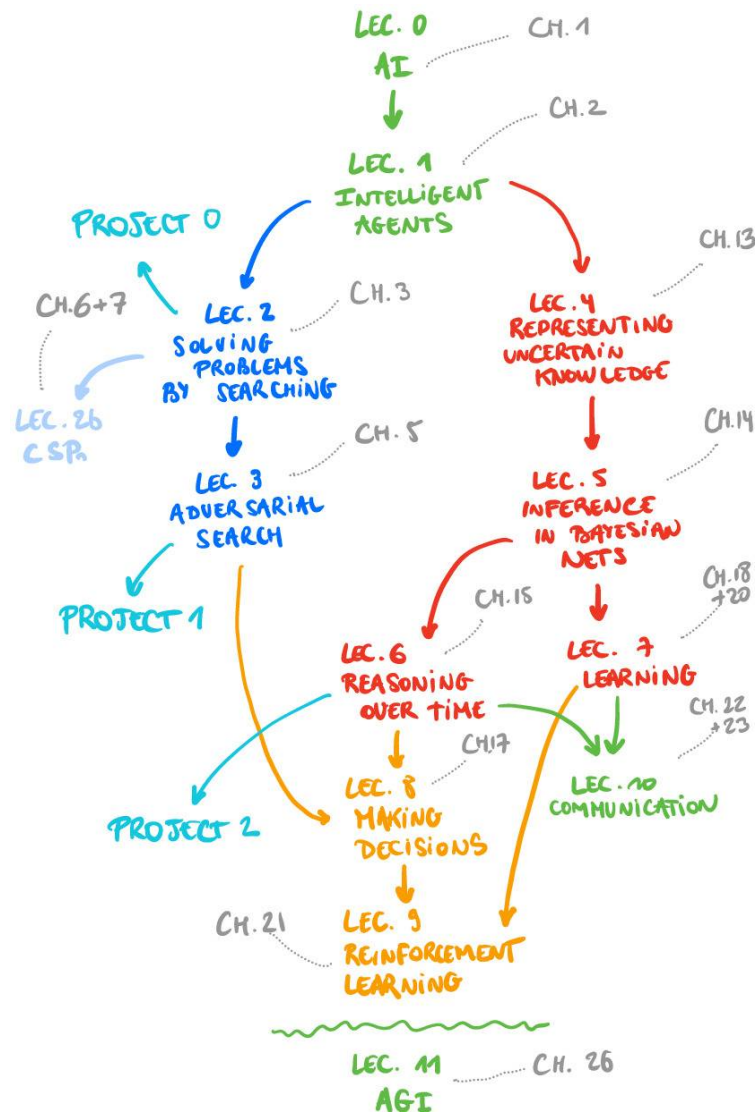 LEC. 0
AI
CH. 1
CH.2
LEC. 1
INTELLIGENT
AGENTS
PROJECT 0
CH.13
CH.6+7
CH.3
LEC. 2
SOLVING
PROBLEMS
BY SEARCHING
LEC. 4
REPRESENTING
UNCERTAIN
KNOWLEDGE
LEC. 2b
CSPs
CH. 5
CH.14
LEC. 3
ADVERSARIAL
SEARCH
LEC. 5
INFERENCE
IN BAYESIAN
NETS
PROJECT 1
CH.15
CH.18
+20
LEC. 6
REASONING
OVER TIME
LEC. 7
LEARNING
CH. 22
+23
CH.17
LEC. 8
MAKING
DECISIONS
LEC. 10
COMMUNICATION
PROJECT 2
CH.21
LEC. 9
REINFORCEMENT
LEARNING
LEC. 11
AGI
CH. 26